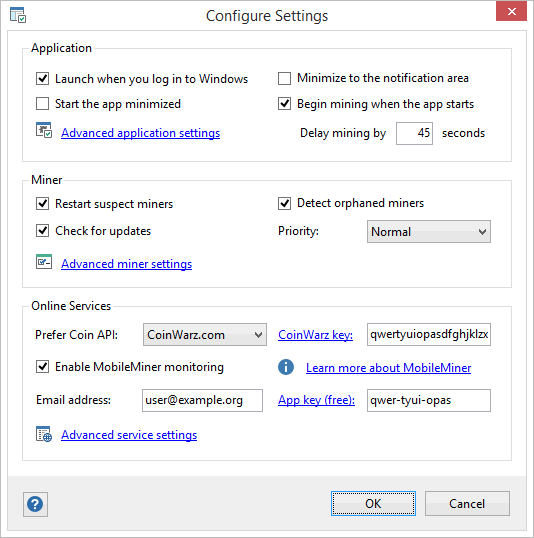 Configure Settings
Application
Launch when you log in to Windows
Minimize to the notification area
Start the app minimized
Begin mining when the app starts
Advanced application settings
Delay mining by 45 seconds
Miner
Restart suspect miners
Detect orphaned miners
Check for updates
Priority: Normal
Advanced miner settings
Online Services
Prefer Coin API: CoinWarz.com
CoinWarz key: qwertyuiopasdfghjklzx
Enable MobileMiner monitoring
Learn more about MobileMiner
Email address: user@example.org
App key (free): qwer-tyui-opas
Advanced service settings
OK
Cancel